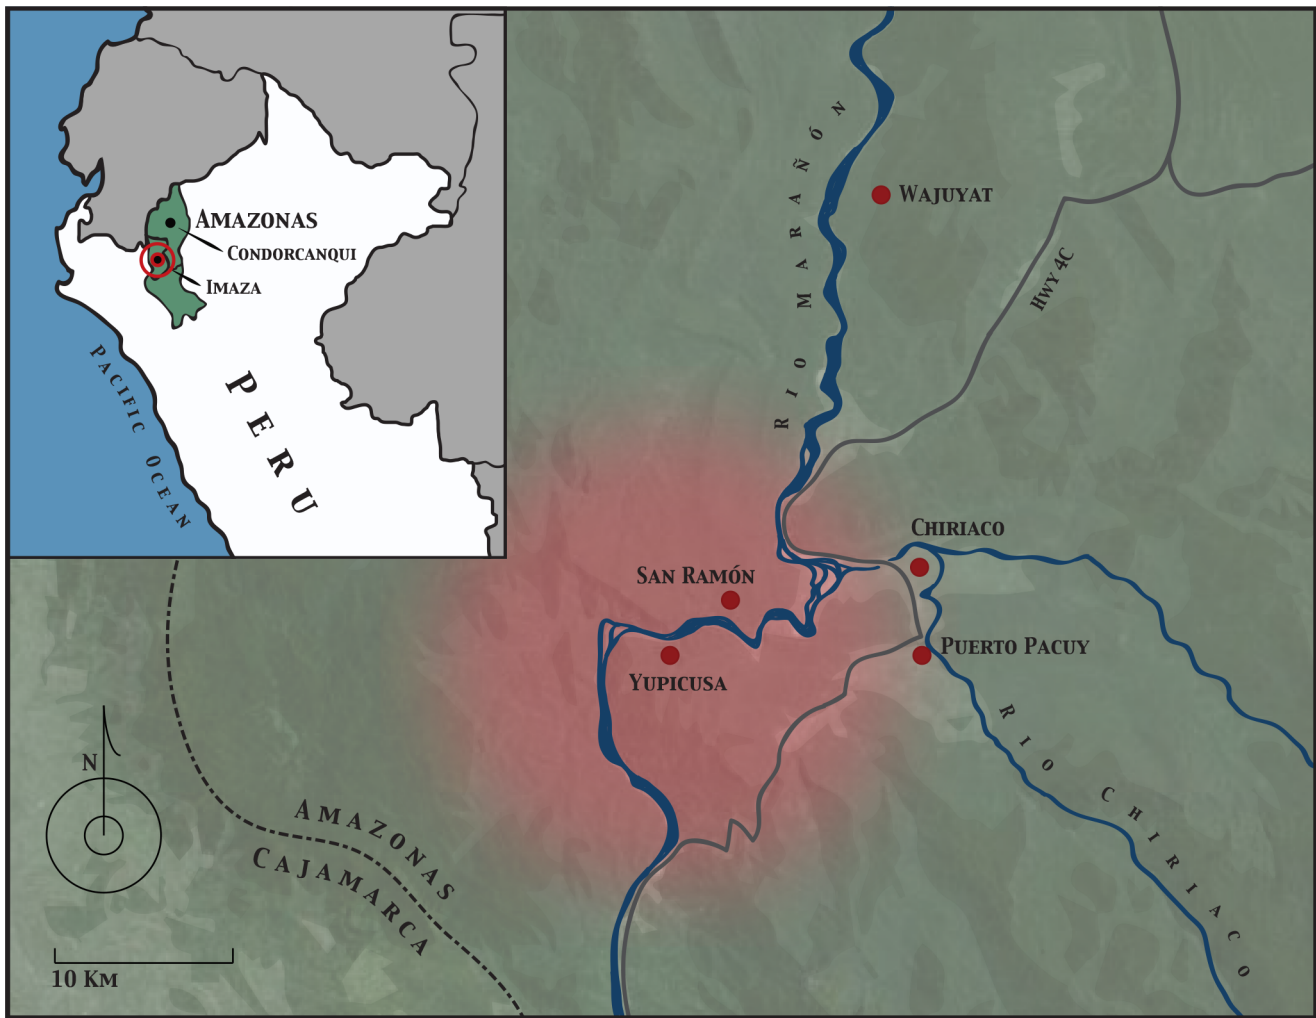 Amazonas
Condorcanqui
Imaza
Peru
Pacific Ocean
Rio Marañón
Wajuyat
Hwy 4C
Chiriaco
San Ramón
Puerto Pacuy
Yupicusa
Rio Chiriaco
N
Amazonas
Cajamarca
10 Km